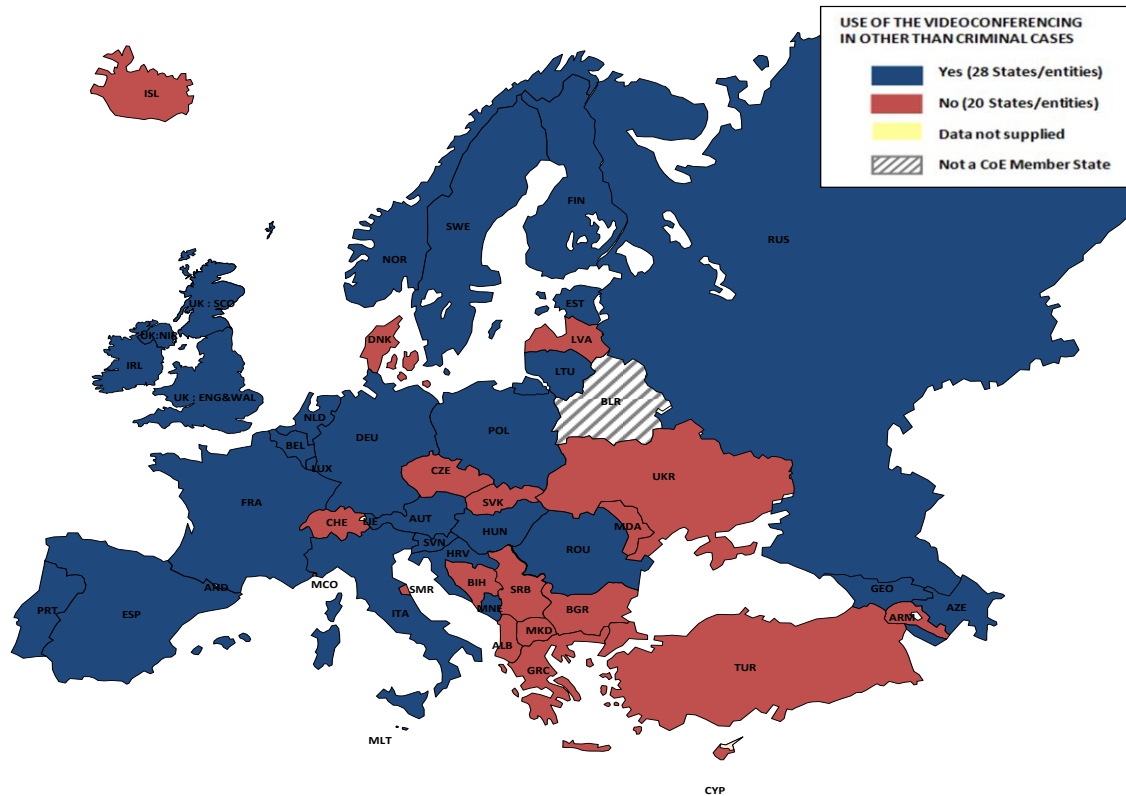 USE OF THE VIDEOCONFERENCING
IN OTHER THAN CRIMINAL CASES
Yes (28 States/entities)
No (20 States/entities)
Data not supplied
Not a CoE Member State
ISL
FIN
SWE
RUS
NOR
UK : SCO
EST
UK:NIR
DNK
LVA
IRL
LTU
UK : ENG&WAL
BLR
NLD
DEU
POL
BEL
LUX
CZE
UKR
FRA
SVK
CHE
LIE
AUT
MDA
HUN
SVN
ROU
HRV
MCO
AND
SMR
BIH
SRB
GEO
PRT
ESP
ITA
MNE
BGR
AZE
ARM
MKD
ALB
GRC
TUR
MLT
CYP